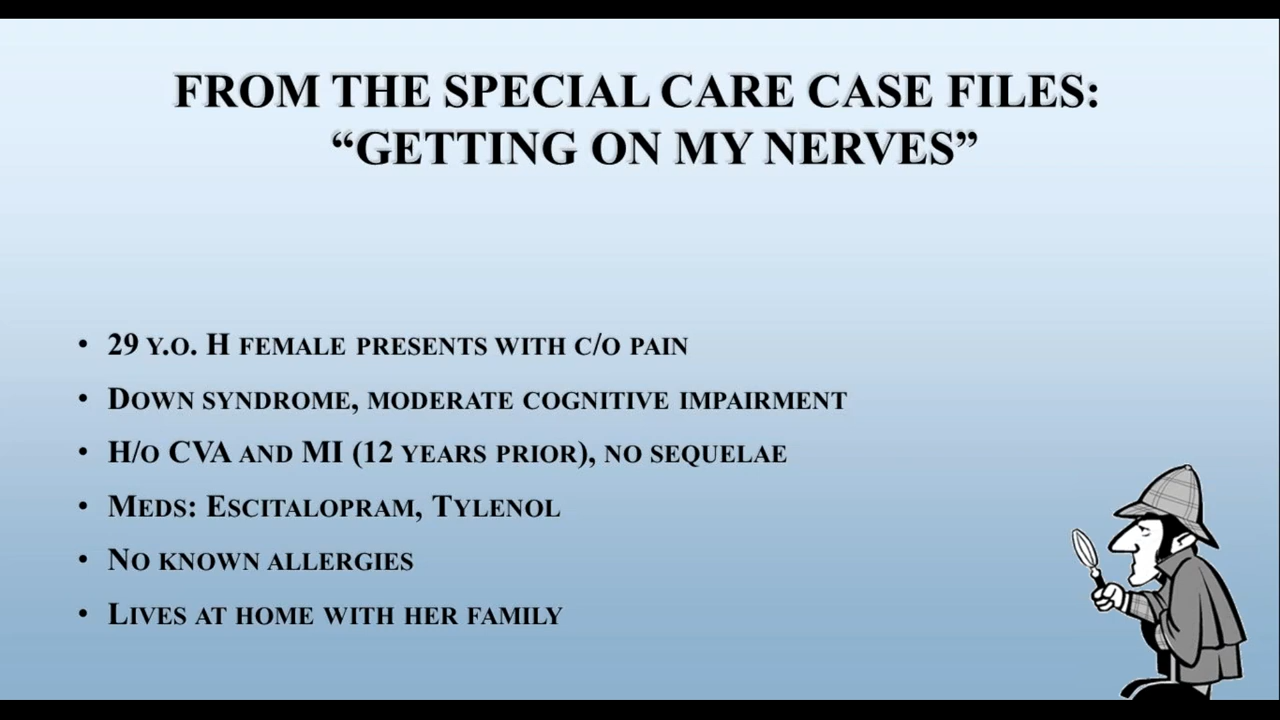 FROM THE SPECIAL CARE CASE FILES:
“GETTING ON MY NERVES”
• 29 Y.O. H FEMALE PRESENTS WITH C/O PAIN
• DOWN SYNDROME, MODERATE COGNITIVE IMPAIRMENT
• H/O CVA AND MI (12 YEARS PRIOR), NO SEQUELAE
• MEDS: ESCITALOPRAM, TYLENOL
• NO KNOWN ALLERGIES
• LIVES AT HOME WITH HER FAMILY